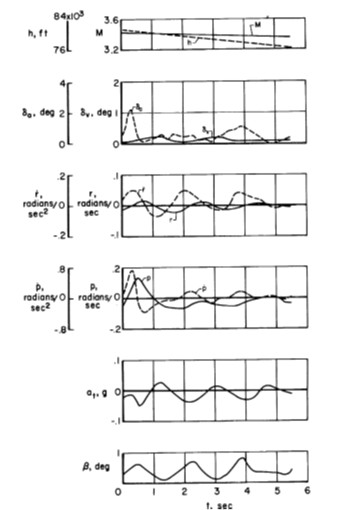 84x10³ 3.6
h, ft M
76 3.2
M
h
4 2
δₐ, deg 2 δᵥ, deg 1
0 0
δₐ
δᵥ
.2 .1
ṙ, radians/sec² 0 r, radians/sec 0
-.2 -.1
ṙ
r
.8 .2
ṗ, radians/sec² 0 p, radians/sec 0
-.8 -.2
p
ṗ
.1
aₜ, g 0
-.1
1
β, deg
0 1 2 3 4 5 6
t, sec